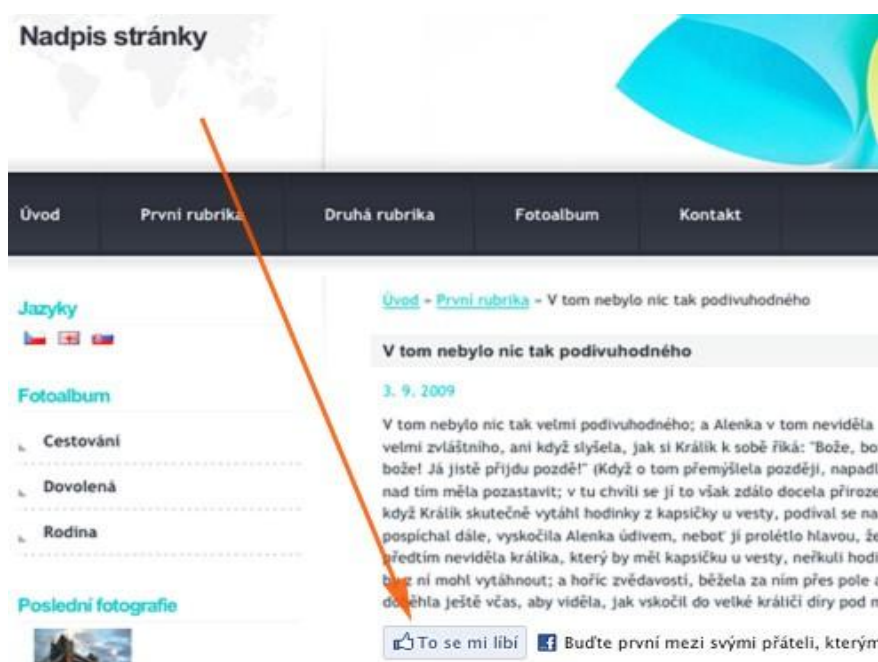 Nadpis stránky
Úvod První rubrika Druhá rubrika Fotoalbum Kontakt
Jazyky
Fotoalbum
Cestování
Dovolená
Rodina
Poslední fotografie
Úvod - První rubrika - V tom nebylo nic tak podivuhodného
V tom nebylo nic tak podivuhodného
3. 9. 2009
V tom nebylo nic tak velmi podivuhodného; a Alenka v tom neviděla
velmi zvláštního, ani když slyšela, jak si Králík k sobě říká: "Bože, bo
bože! Já jistě přijdu pozdě!" (Když o tom přemýšlela později, napadl
nad tím měla pozastavit; v tu chvíli se jí to však zdálo docela přiroze
když Králík skutečně vytáhl hodinky z kapsičky u vesty, podíval se na
pospíchal dále, vyskočila Alenka údivem, neboť jí prolétlo hlavou, že
předtím neviděla králíka, který by měl kapsičku u vesty, neřkuli hodi
by z ní mohl vytáhnout; a hoříc zvědavostí, běžela za ním přes pole a
doběhla ještě včas, aby viděla, jak vskočil do velké králičí díry pod
To se mi líbí Buďte první mezi svými přáteli, kterým